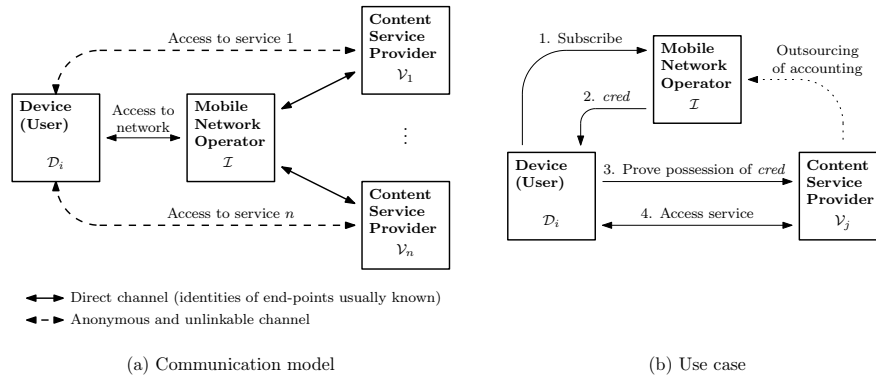 Access to service 1
Content
Service
Provider
𝒱₁
Device
(User)
𝒟ᵢ
Access to
network
Mobile
Network
Operator
ℐ
⋮
Content
Service
Provider
𝒱ₙ
Access to service n
Direct channel (identities of end-points usually known)
Anonymous and unlinkable channel
(a) Communication model
1. Subscribe
Mobile
Network
Operator
ℐ
Outsourcing
of accounting
2. cred
Device
(User)
𝒟ᵢ
3. Prove possession of cred
4. Access service
Content
Service
Provider
𝒱ⱼ
(b) Use case